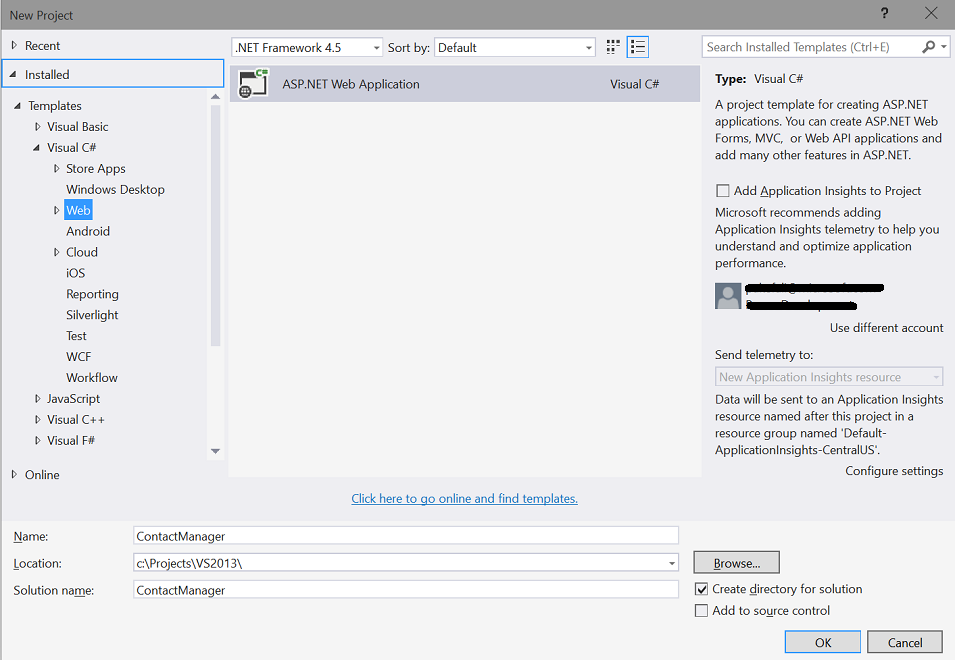 New Project
?
Recent
Installed
Templates
Visual Basic
Visual C#
Store Apps
Windows Desktop
Web
Android
Cloud
iOS
Reporting
Silverlight
Test
WCF
Workflow
JavaScript
Visual C++
Visual F#
Online
.NET Framework 4.5
Sort by:
Default
ASP.NET Web Application
Visual C#
Click here to go online and find templates.
Search Installed Templates (Ctrl+E)
Type: Visual C#
A project template for creating ASP.NET
applications. You can create ASP.NET Web
Forms, MVC, or Web API applications and
add many other features in ASP.NET.
Add Application Insights to Project
Microsoft recommends adding
Application Insights telemetry to help you
understand and optimize application
performance.
Use different account
Send telemetry to:
New Application Insights resource
Data will be sent to an Application Insights
resource named after this project in a
resource group named 'Default-
ApplicationInsights-CentralUS'.
Configure settings
Name:
ContactManager
Location:
c:\Projects\VS2013\
Browse...
Solution name:
ContactManager
Create directory for solution
Add to source control
OK
Cancel